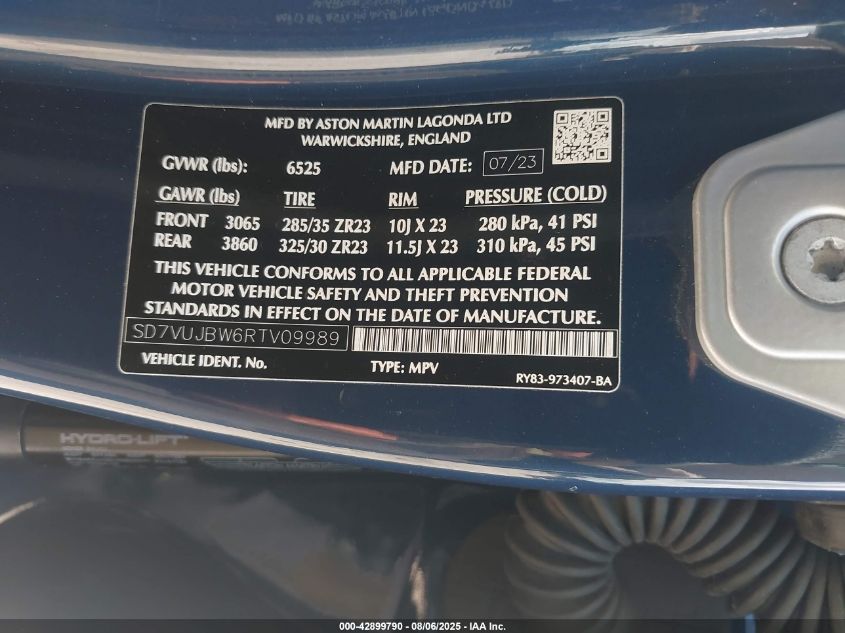 MFD BY ASTON MARTIN LAGONDA LTD
WARWICKSHIRE, ENGLAND
GVWR (lbs): 6525 MFD DATE: 07/23
GAWR (lbs) TIRE RIM PRESSURE (COLD)
FRONT 3065 285/35 ZR23 10J X 23 280 kPa, 41 PSI
REAR 3860 325/30 ZR23 11.5J X 23 310 kPa, 45 PSI
THIS VEHICLE CONFORMS TO ALL APPLICABLE FEDERAL
MOTOR VEHICLE SAFETY AND THEFT PREVENTION
STANDARDS IN EFFECT ON THE DATE OF MANUFACTURE.
SD7VUJBW6RTV09989
VEHICLE IDENT. No. TYPE: MPV RY83-973407-BA
HYDRO-LIFT
000-42899790 - 08/06/2025 - IAA Inc.